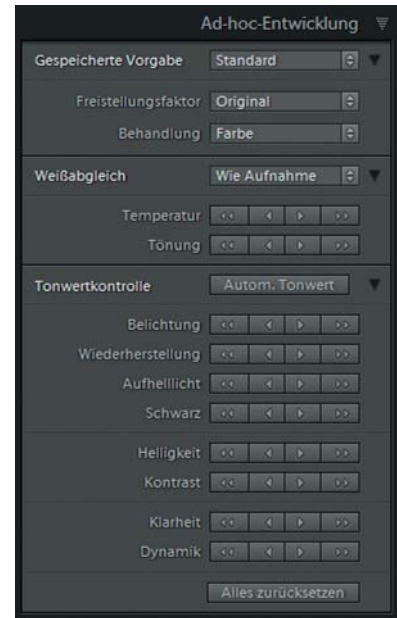 Ad-hoc-Entwicklung
Gespeicherte Vorgabe Standard
Freistellungsfaktor Original
Behandlung Farbe
Weißabgleich Wie Aufnahme
Temperatur
Tönung
Tonwertkontrolle Autom. Tonwert
Belichtung
Wiederherstellung
Aufhelllicht
Schwarz
Helligkeit
Kontrast
Klarheit
Dynamik
Alles zurücksetzen